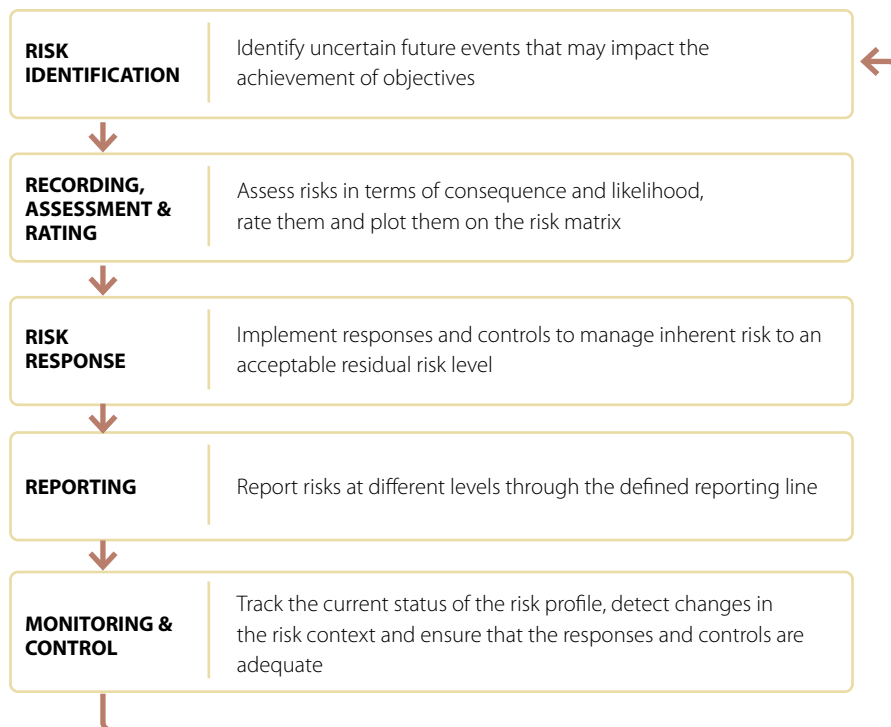 RISK
IDENTIFICATION
Identify uncertain future events that may impact the
achievement of objectives
RECORDING,
ASSESSMENT &
RATING
Assess risks in terms of consequence and likelihood,
rate them and plot them on the risk matrix
RISK
RESPONSE
Implement responses and controls to manage inherent risk to an
acceptable residual risk level
REPORTING
Report risks at different levels through the defined reporting line
MONITORING &
CONTROL
Track the current status of the risk profile, detect changes in
the risk context and ensure that the responses and controls are
adequate